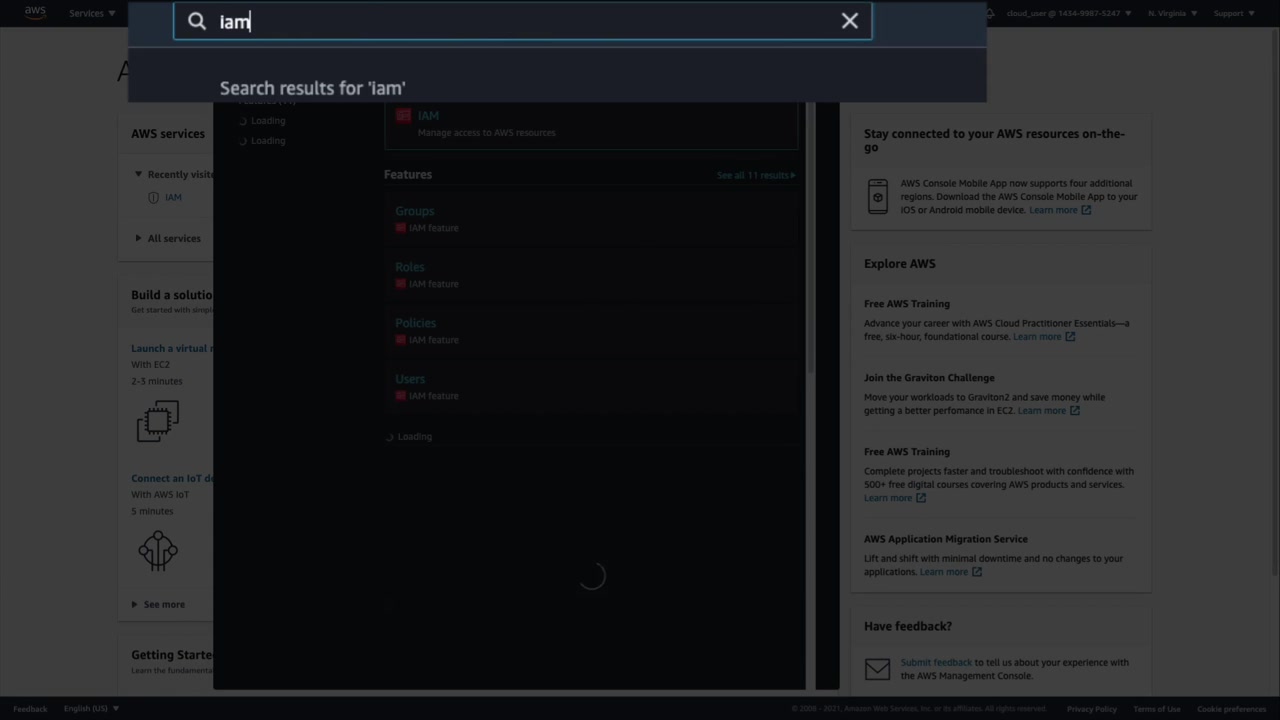 aws
Services
iam
cloud_user @ 1434-9987-5247
N. Virginia
Support
Search results for 'iam'
A
Loading
Loading
IAM
Manage access to AWS resources
Features
See all 11 results
Groups
IAM feature
Roles
IAM feature
Policies
IAM feature
Users
IAM feature
Loading
AWS services
Recently visite
IAM
All services
Build a solutio
Get started with simp
Launch a virtual r
With EC2
2-3 minutes
Connect an IoT d
With AWS IoT
5 minutes
See more
Getting Starte
Learn the fundamenta
Stay connected to your AWS resources on-the-
go
AWS Console Mobile App now supports four additional
regions. Download the AWS Console Mobile App to your
iOS or Android mobile device. Learn more
Explore AWS
Free AWS Training
Advance your career with AWS Cloud Practitioner Essentials—a
free, six-hour, foundational course. Learn more
Join the Graviton Challenge
Move your workloads to Graviton2 and save money while
getting a better perfomance in EC2. Learn more
Free AWS Training
Complete projects faster and troubleshoot with confidence with
500+ free digital courses covering AWS products and services.
Learn more
AWS Application Migration Service
Lift and shift with minimal downtime and no changes to your
applications. Learn more
Have feedback?
Submit feedback to tell us about your experience with
the AWS Management Console.
Feedback
English (US)
© 2008 - 2021, Amazon Web Services, Inc. or its affiliates. All rights reserved.
Privacy Policy
Terms of Use
Cookie preferences